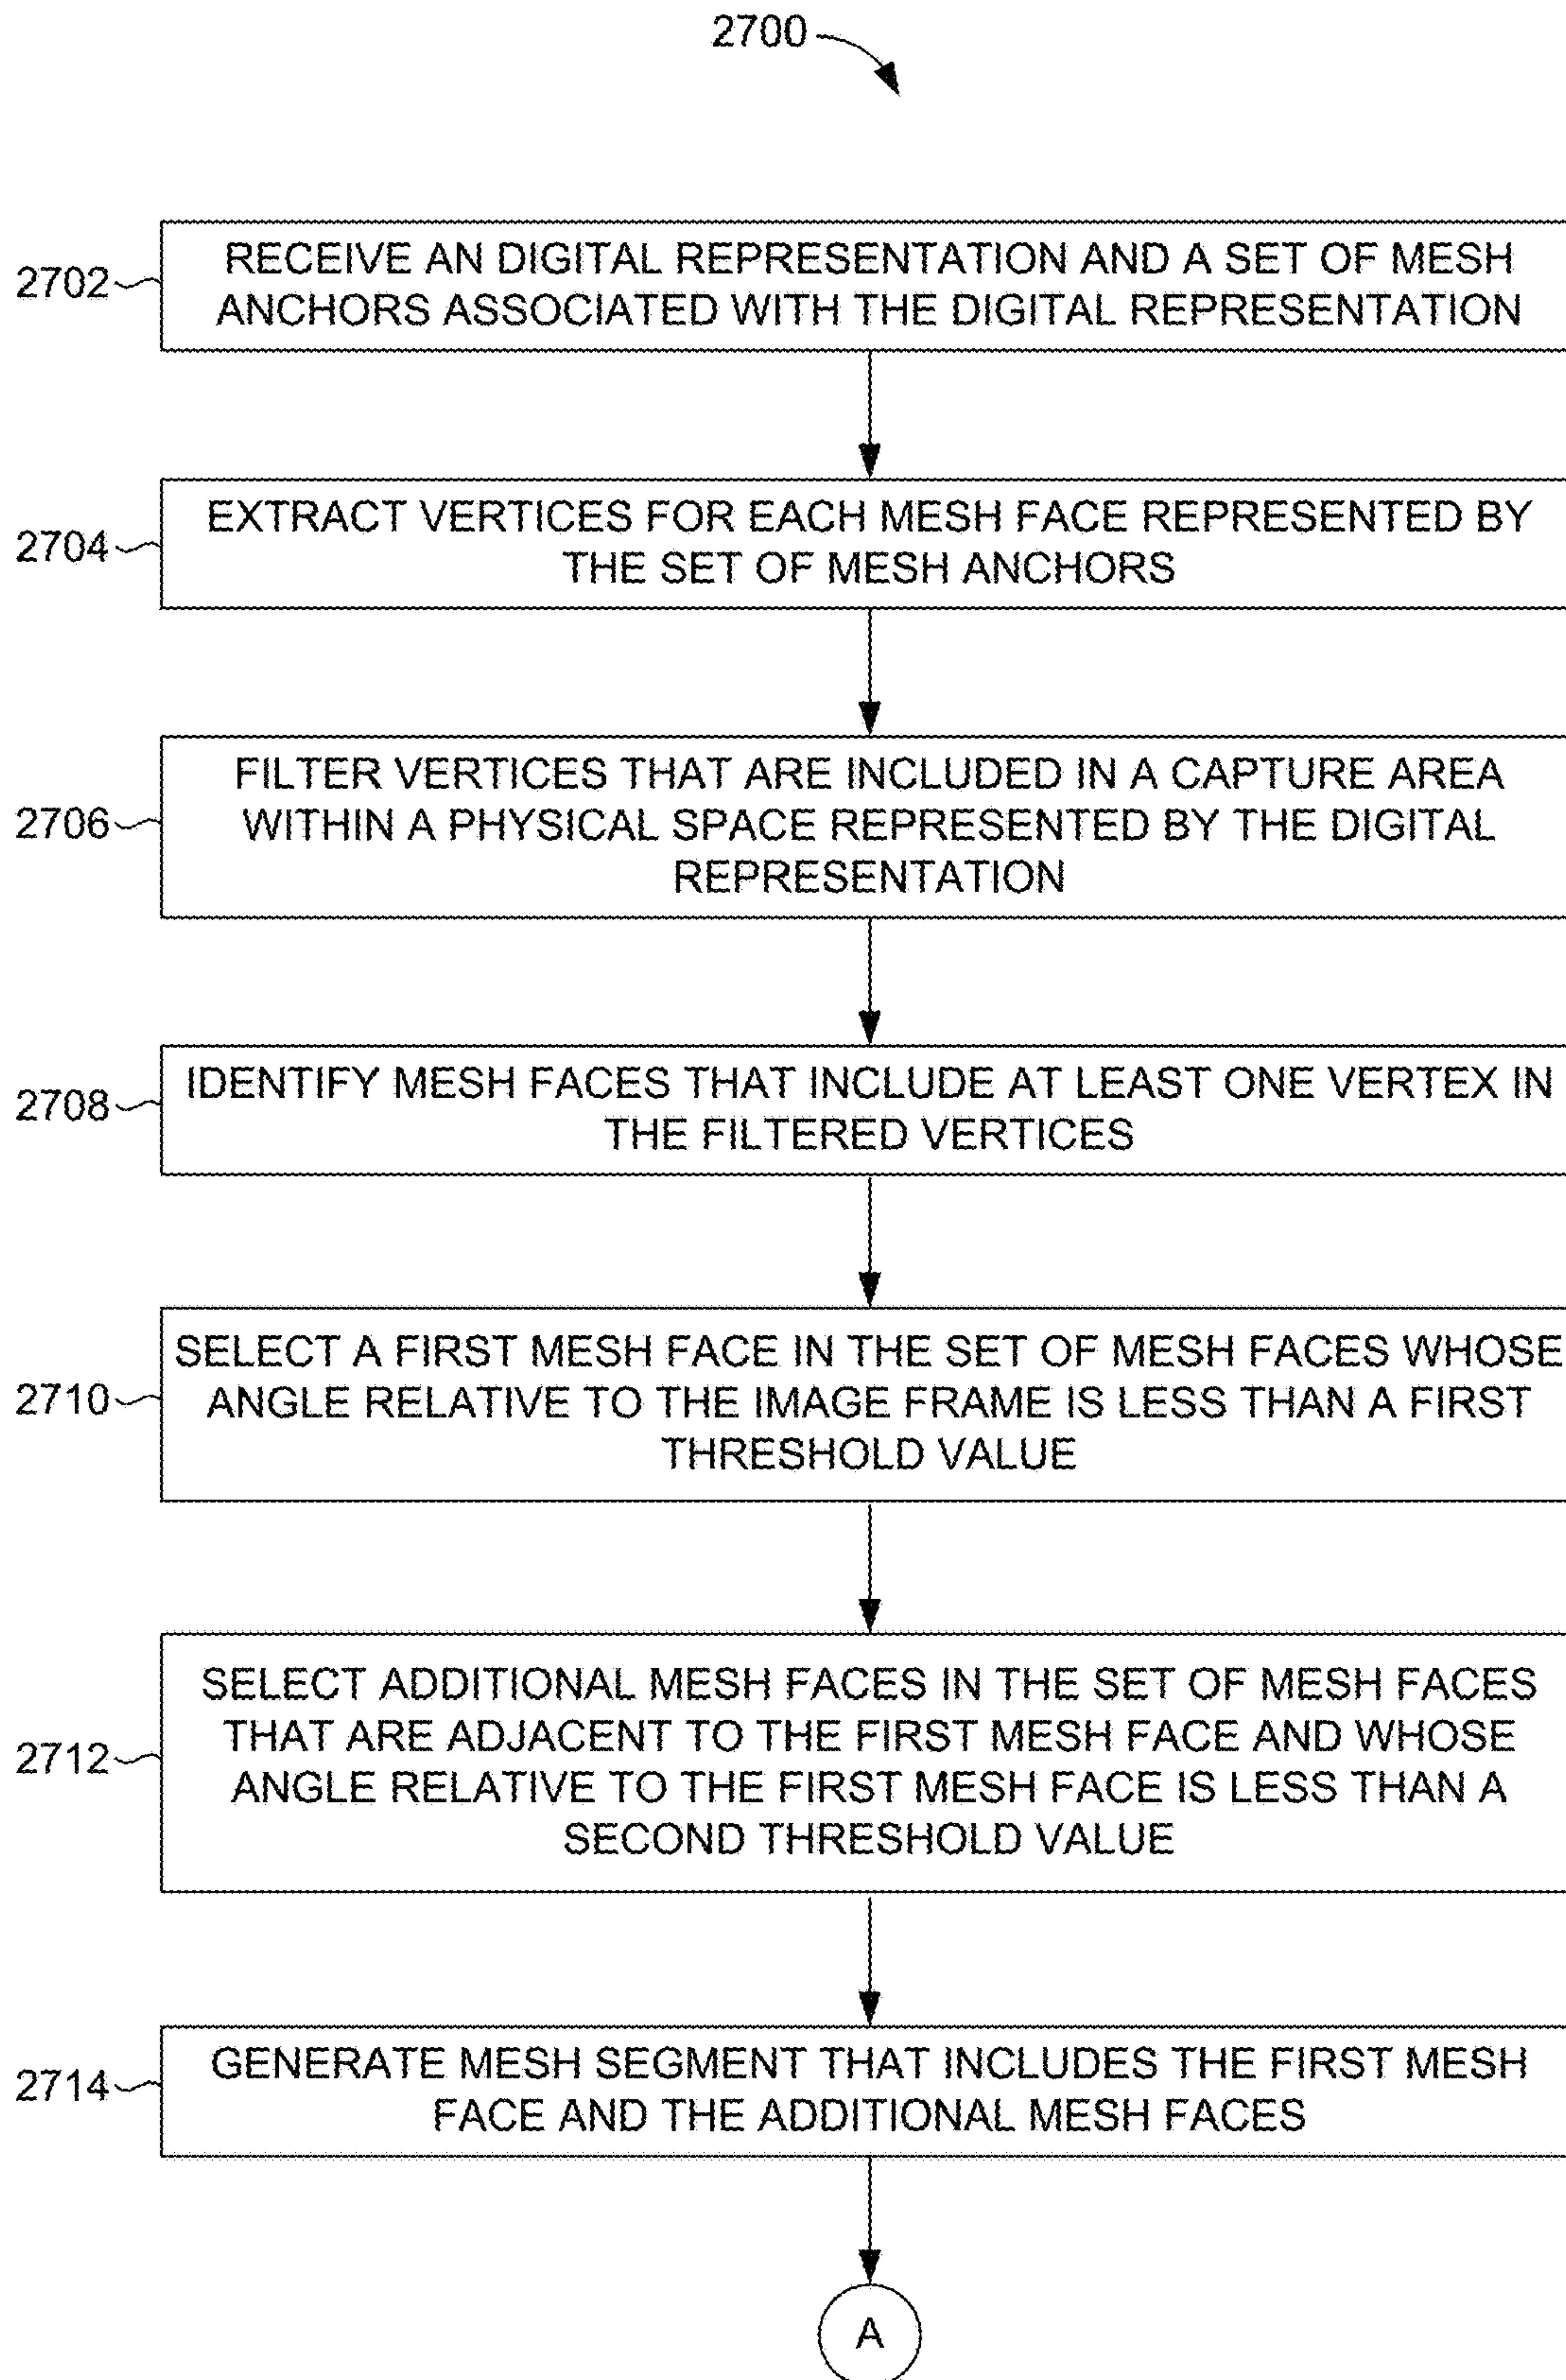 2700
2702
RECEIVE AN DIGITAL REPRESENTATION AND A SET OF MESH
ANCHORS ASSOCIATED WITH THE DIGITAL REPRESENTATION
2704
EXTRACT VERTICES FOR EACH MESH FACE REPRESENTED BY
THE SET OF MESH ANCHORS
2706
FILTER VERTICES THAT ARE INCLUDED IN A CAPTURE AREA
WITHIN A PHYSICAL SPACE REPRESENTED BY THE DIGITAL
REPRESENTATION
2708
IDENTIFY MESH FACES THAT INCLUDE AT LEAST ONE VERTEX IN
THE FILTERED VERTICES
2710
SELECT A FIRST MESH FACE IN THE SET OF MESH FACES WHOSE
ANGLE RELATIVE TO THE IMAGE FRAME IS LESS THAN A FIRST
THRESHOLD VALUE
2712
SELECT ADDITIONAL MESH FACES IN THE SET OF MESH FACES
THAT ARE ADJACENT TO THE FIRST MESH FACE AND WHOSE
ANGLE RELATIVE TO THE FIRST MESH FACE IS LESS THAN A
SECOND THRESHOLD VALUE
2714
GENERATE MESH SEGMENT THAT INCLUDES THE FIRST MESH
FACE AND THE ADDITIONAL MESH FACES
A